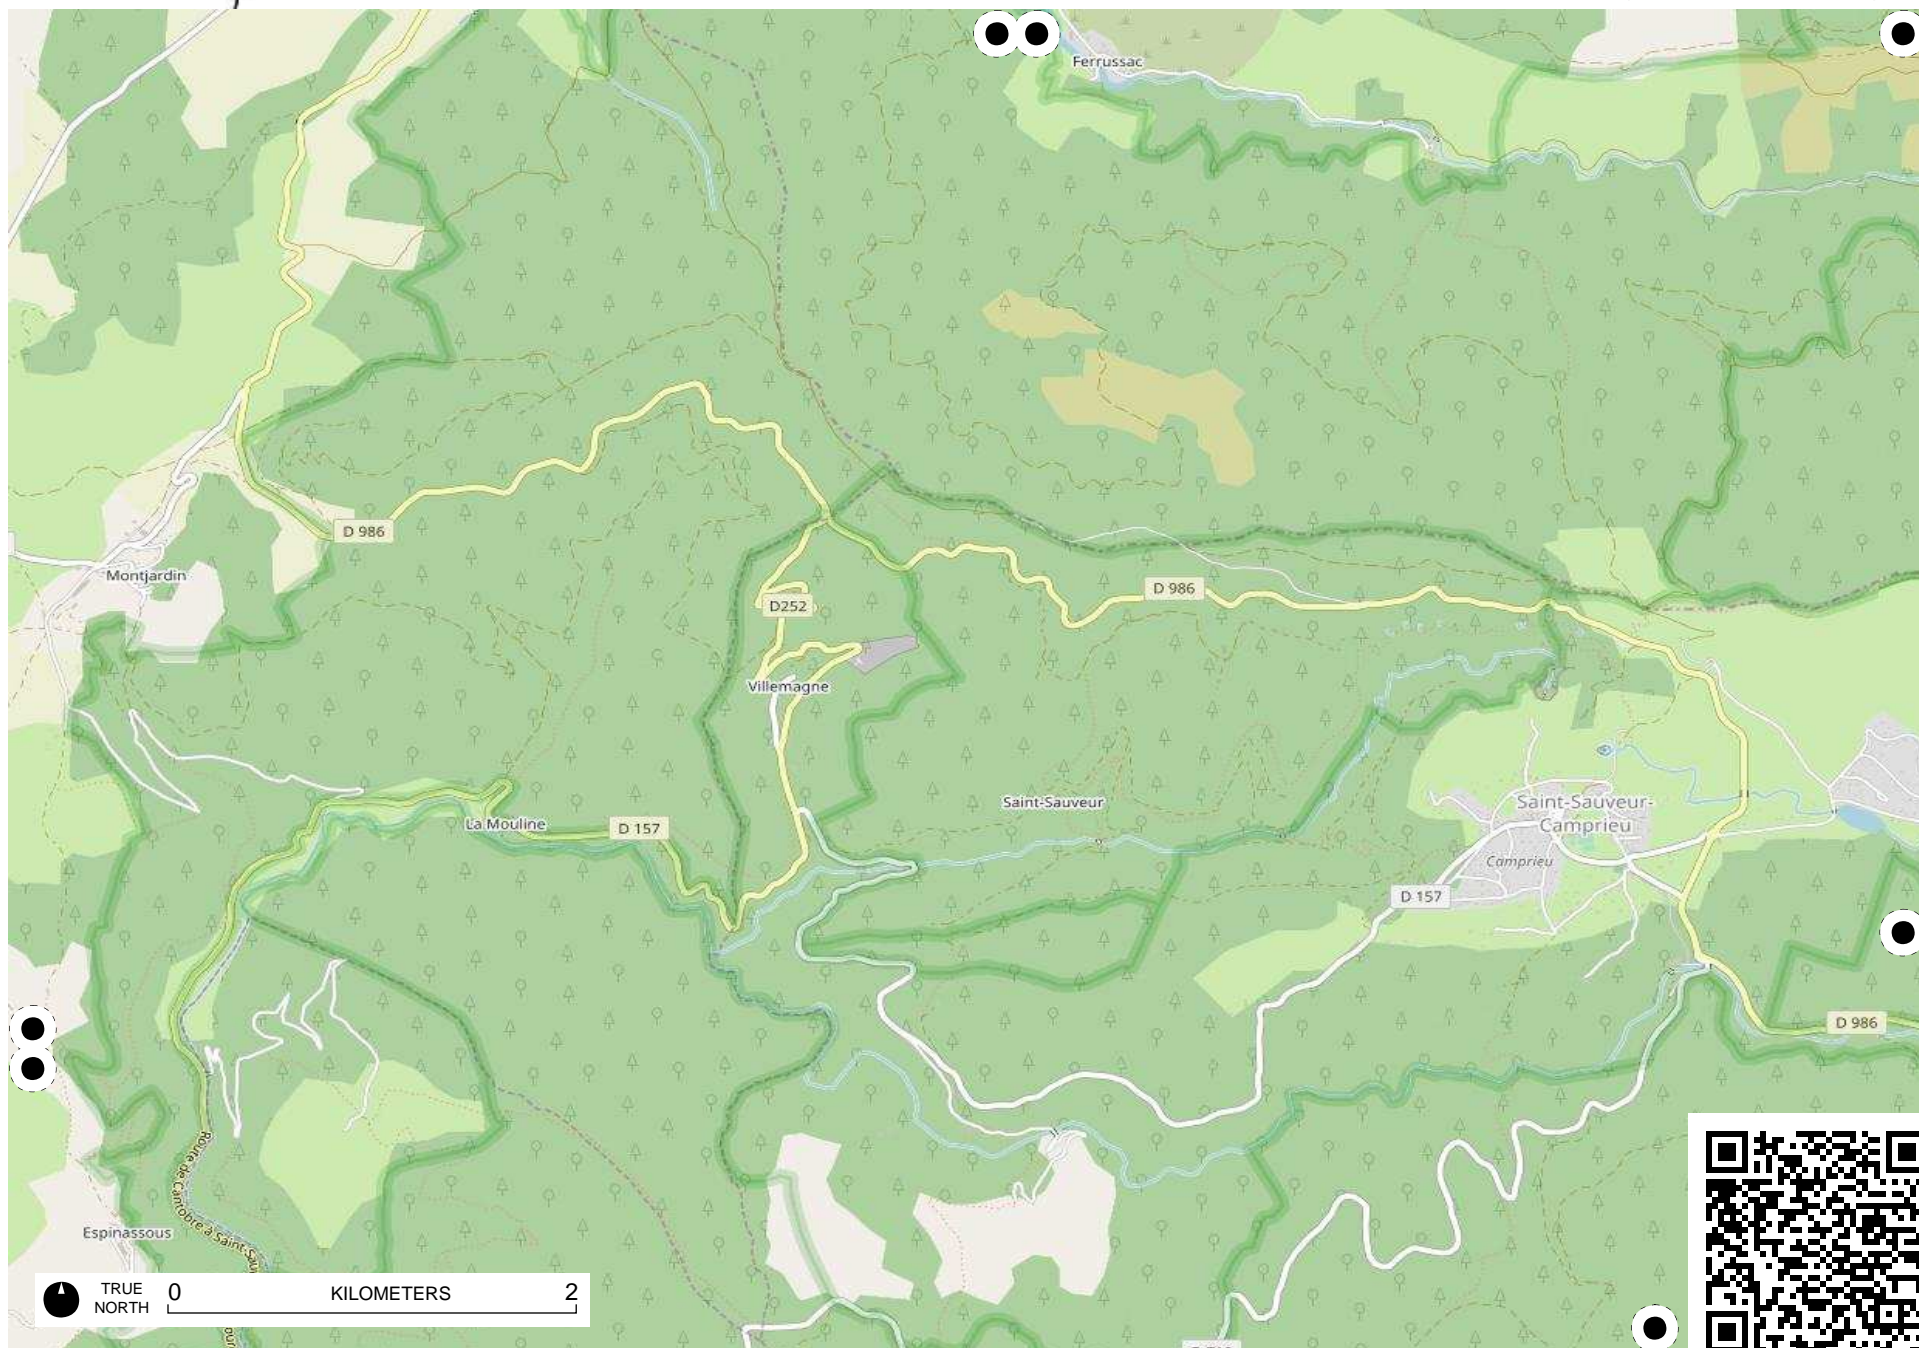 Ferrussac
D 986
Montjardin
D 986
D252
Villemagne
Saint-Sauveur
Saint-Sauveur-
Camprieu
Camprieu
La Mouline
D 157
D 157
D 986
Route de Cantobre à Saint-Sau
Espinassous
TRUE
NORTH
0
KILOMETERS
2